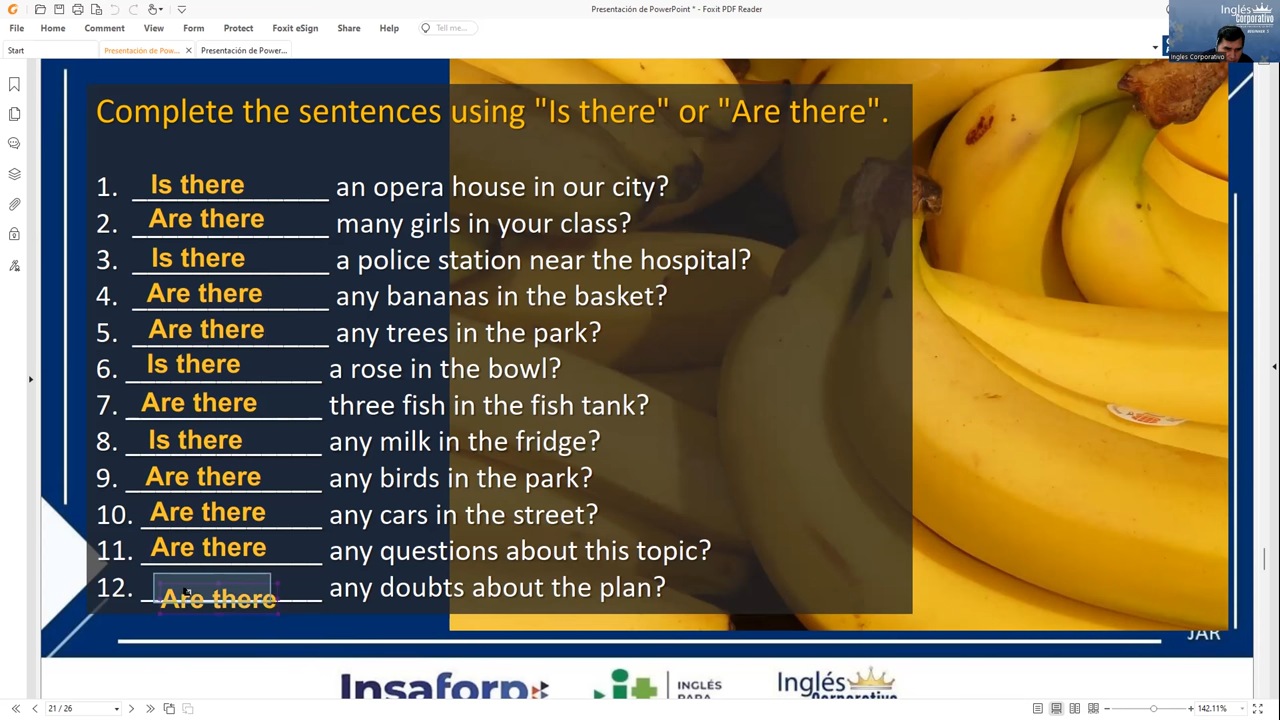 Presentación de PowerPoint * - Foxit PDF Reader
File Home Comment View Form Protect Foxit eSign Share Help Tell me...
Start Presentación de Pow... Presentación de Power...
Inglés
Corporativo
BEGINNER 3
Ingles Corporativo
Complete the sentences using "Is there" or "Are there".
1. Is there an opera house in our city?
2. Are there many girls in your class?
3. Is there a police station near the hospital?
4. Are there any bananas in the basket?
5. Are there any trees in the park?
6. Is there a rose in the bowl?
7. Are there three fish in the fish tank?
8. Is there any milk in the fridge?
9. Are there any birds in the park?
10. Are there any cars in the street?
11. Are there any questions about this topic?
12. Are there any doubts about the plan?
JAR
Insaforp
INGLÉS
PARA
Inglés
Corporativo
21 / 26
142.11%